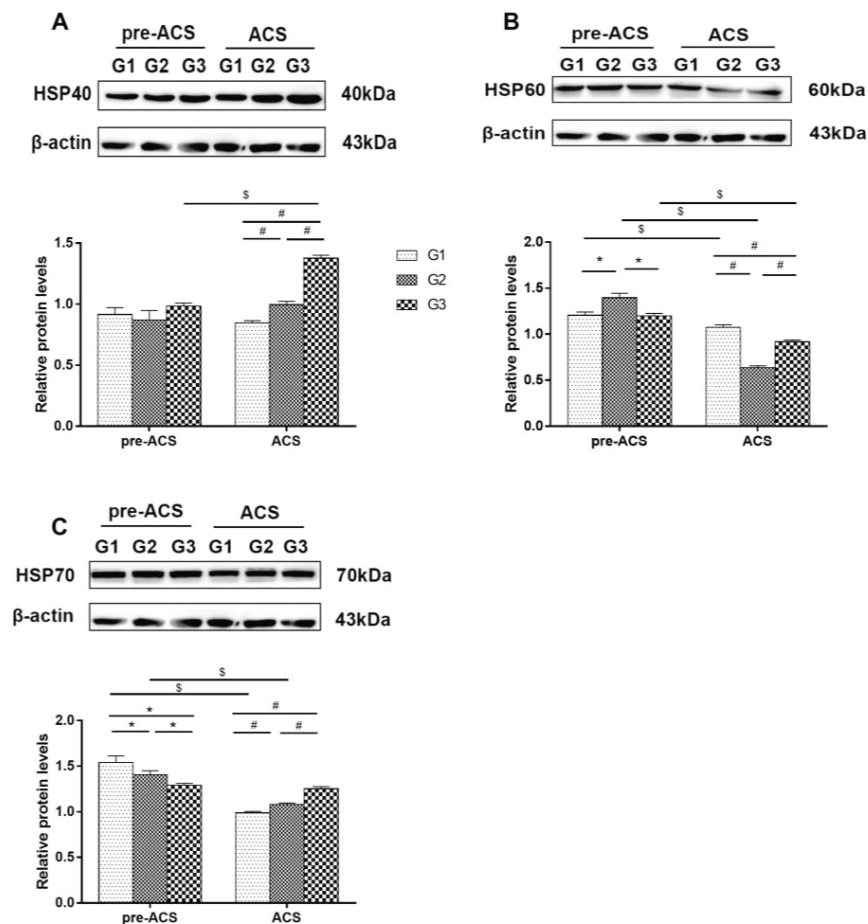 A
pre-ACS ACS
G1 G2 G3 G1 G2 G3
HSP40 40kDa
β-actin 43kDa
$
#
# #
Relative protein levels
1.5
1.0
0.5
0.0
pre-ACS ACS
G1
G2
G3
B
pre-ACS ACS
G1 G2 G3 G1 G2 G3
HSP60 60kDa
β-actin 43kDa
$
$
$
#
* * # #
Relative protein levels
2.0
1.5
1.0
0.5
0.0
pre-ACS ACS
C
pre-ACS ACS
G1 G2 G3 G1 G2 G3
HSP70 70kDa
β-actin 43kDa
$
$
* #
* * # #
Relative protein levels
2.0
1.5
1.0
0.5
0.0
pre-ACS ACS